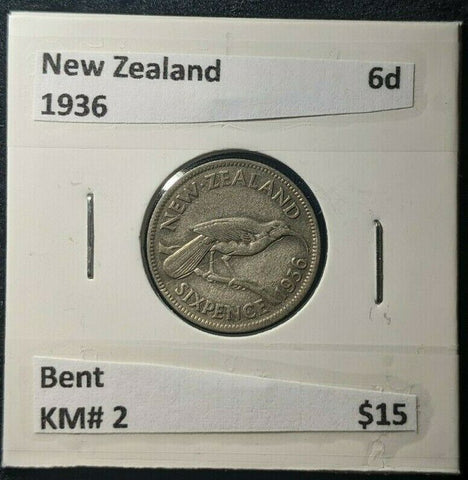 New Zealand 6d
1936
NEW·ZEALAND
SIXPENCE 1936
Bent
KM# 2 $15